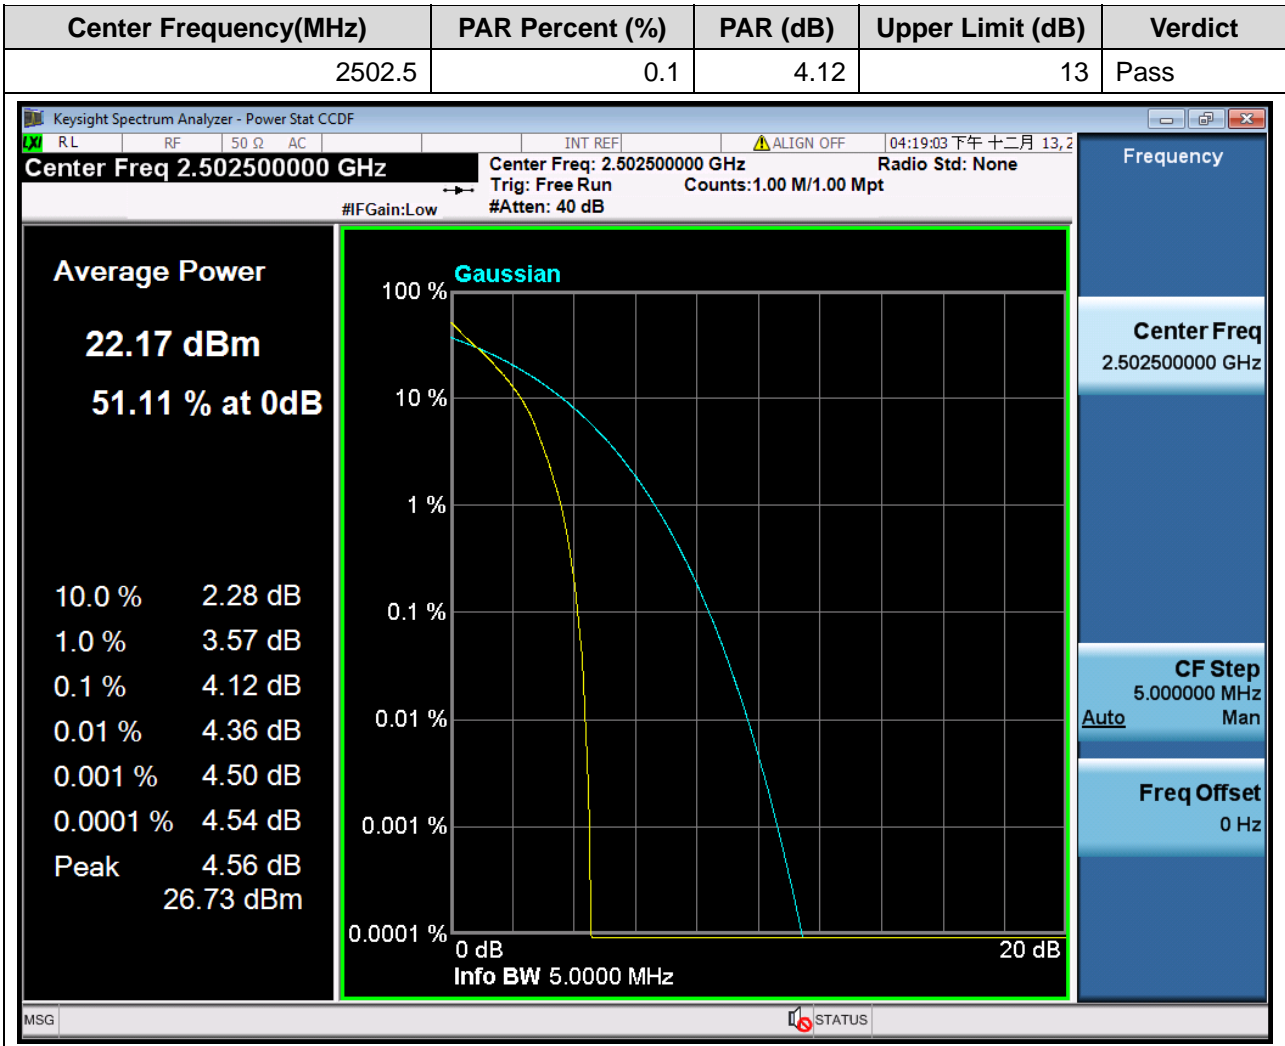 Center Frequency(MHz) PAR Percent (%) PAR (dB) Upper Limit (dB) Verdict
2502.5 0.1 4.12 13 Pass
Keysight Spectrum Analyzer - Power Stat CCDF
LXI RL RF 50 Ω AC INT REF ALIGN OFF 04:19:03 下午 十二月 13, 2
Center Freq 2.502500000 GHz
#IFGain:Low
Center Freq: 2.502500000 GHz Radio Std: None
Trig: Free Run Counts:1.00 M/1.00 Mpt
#Atten: 40 dB
Average Power
22.17 dBm
51.11 % at 0dB
10.0 % 2.28 dB
1.0 % 3.57 dB
0.1 % 4.12 dB
0.01 % 4.36 dB
0.001 % 4.50 dB
0.0001 % 4.54 dB
Peak 4.56 dB
26.73 dBm
Gaussian
100 %
10 %
1 %
0.1 %
0.01 %
0.001 %
0.0001 %
0 dB 20 dB
Info BW 5.0000 MHz
Frequency
Center Freq
2.502500000 GHz
CF Step
5.000000 MHz
Auto Man
Freq Offset
0 Hz
MSG STATUS